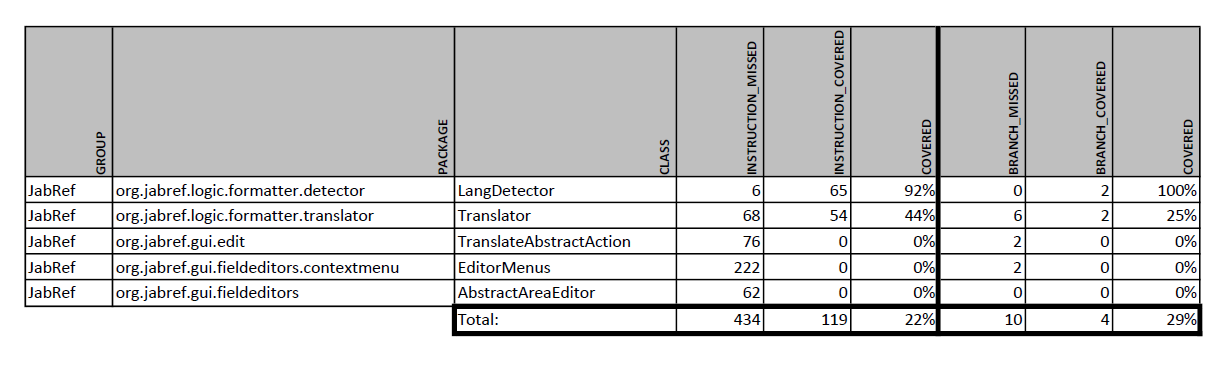 GROUP PACKAGE CLASS INSTRUCTION_MISSED INSTRUCTION_COVERED COVERED BRANCH_MISSED BRANCH_COVERED COVERED
JabRef org.jabref.logic.formatter.detector LangDetector 6 65 92% 0 2 100%
JabRef org.jabref.logic.formatter.translator Translator 68 54 44% 6 2 25%
JabRef org.jabref.gui.edit TranslateAbstractAction 76 0 0% 2 0 0%
JabRef org.jabref.gui.fieldeditors.contextmenu EditorMenus 222 0 0% 2 0 0%
JabRef org.jabref.gui.fieldeditors AbstractAreaEditor 62 0 0% 0 0 0%
Total: 434 119 22% 10 4 29%